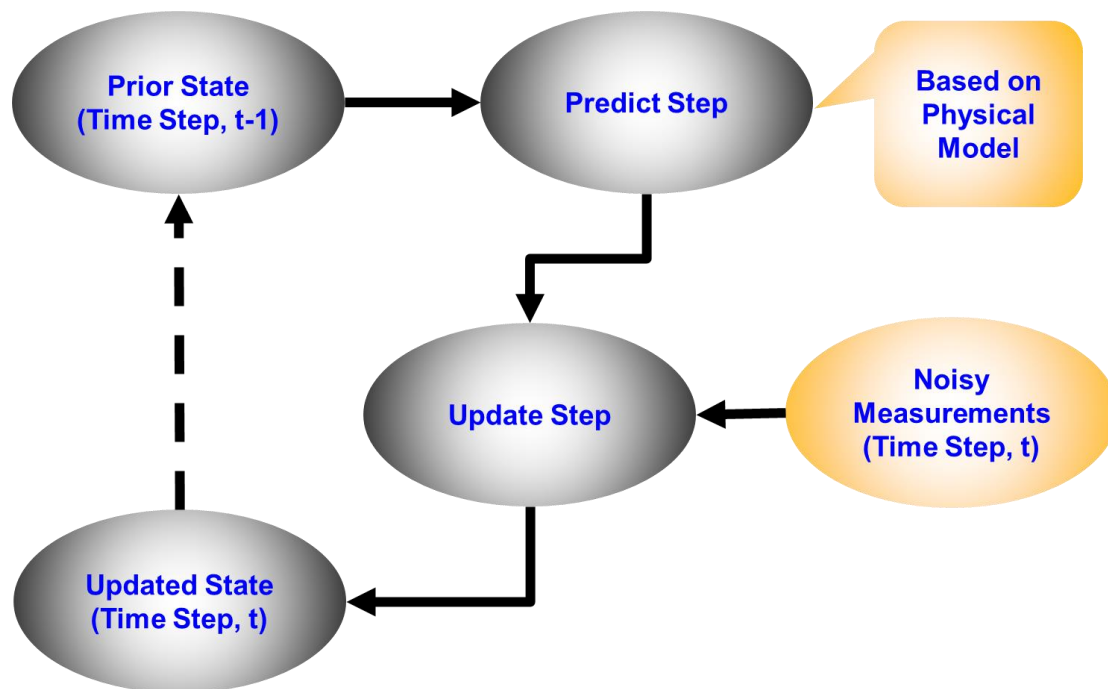 Prior State
(Time Step, t-1)
Predict Step
Based on
Physical
Model
Update Step
Noisy
Measurements
(Time Step, t)
Updated State
(Time Step, t)